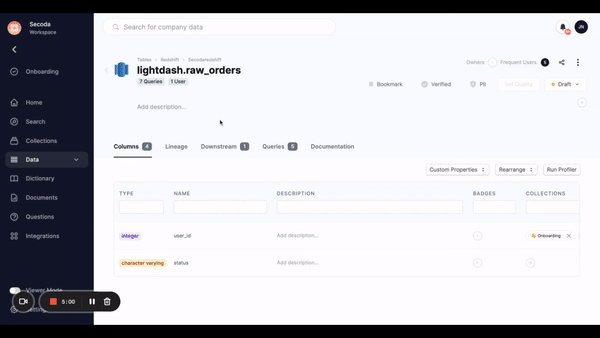 Secoda
Workspace
Search for company data
JN
Onboarding
Home
Search
Collections
Data
Dictionary
Documents
Questions
Integrations
Viewer Mode
5:00
Tables
Redshift
Secodaredshift
lightdash.raw_orders
7 Queries
1 User
Owners
Frequent Users
Bookmark
Verified
PII
Draft
Add description...
Columns 4
Lineage
Downstream 1
Queries 5
Documentation
Custom Properties
Rearrange
Run Profiler
TYPE NAME DESCRIPTION BADGES COLLECTIONS
integer user_id Add description... Onboarding
character varying status Add description...